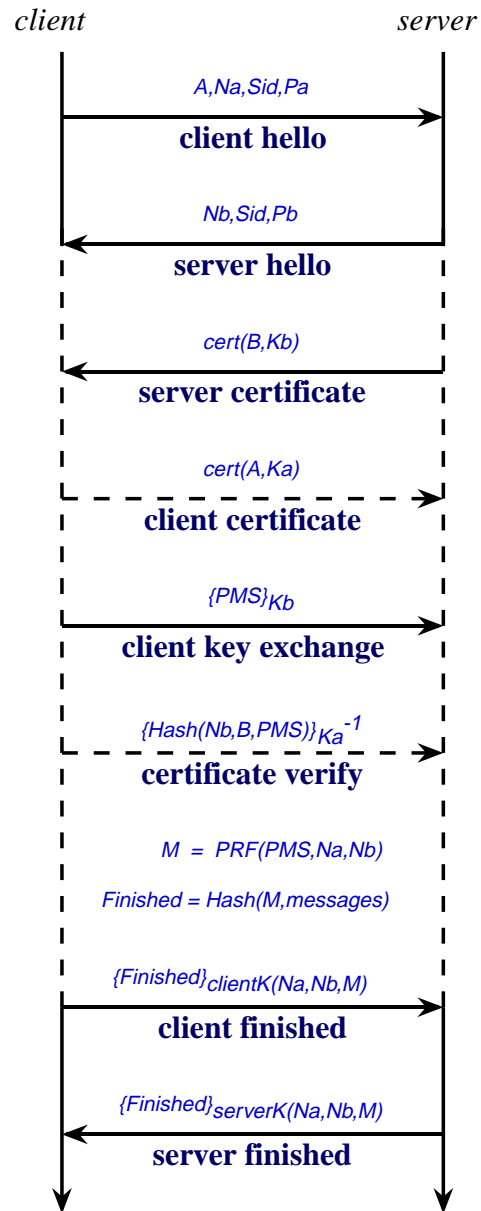 client server
A,Na,Sid,Pa
client hello
Nb,Sid,Pb
server hello
cert(B,Kb)
server certificate
cert(A,Ka)
client certificate
{PMS}Kb
client key exchange
{Hash(Nb,B,PMS)}Ka-1
certificate verify
M = PRF(PMS,Na,Nb)
Finished = Hash(M,messages)
{Finished}clientK(Na,Nb,M)
client finished
{Finished}serverK(Na,Nb,M)
server finished